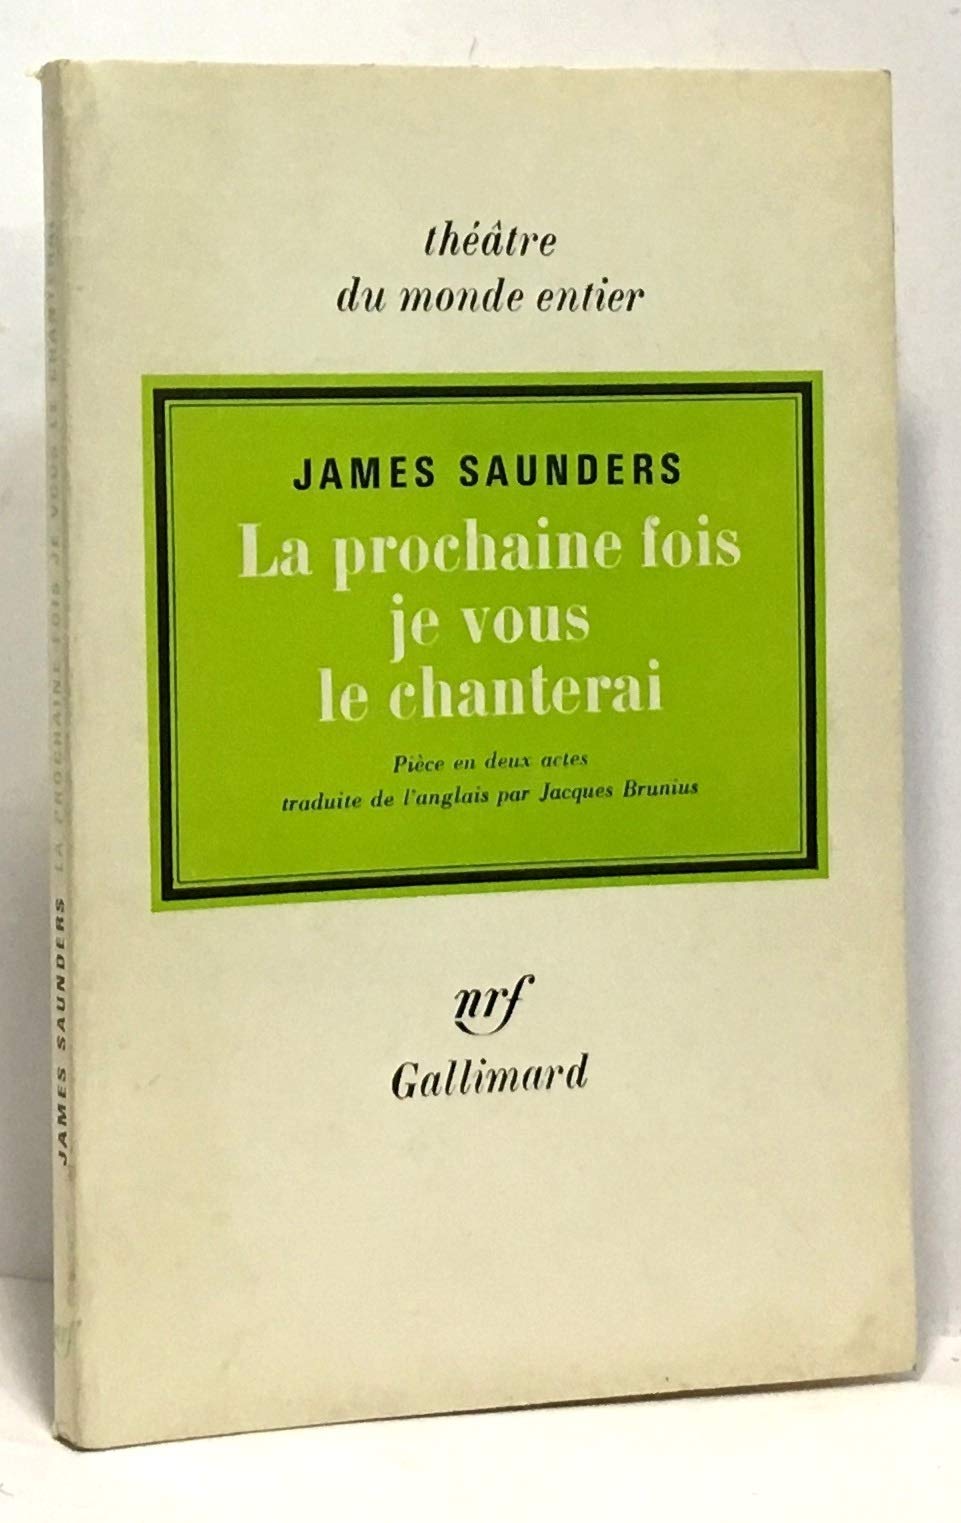 théâtre
du monde entier
JAMES SAUNDERS
La prochaine fois
je vous
le chanterai
Pièce en deux actes
traduite de l'anglais par Jacques Brunius
nrf
Gallimard
JAMES SAUNDERS LA PROCHAINE FOIS JE VOUS LE CHANTERAI
nrf